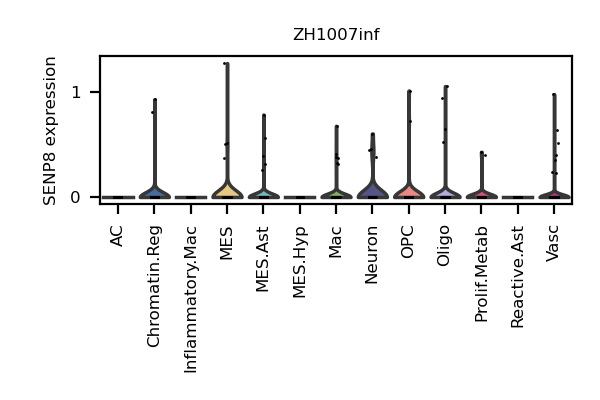 ZH1007inf
SENP8 expression
1
0
AC
Chromatin.Reg
Inflammatory.Mac
MES
MES.Ast
MES.Hyp
Mac
Neuron
OPC
Oligo
Prolif.Metab
Reactive.Ast
Vasc